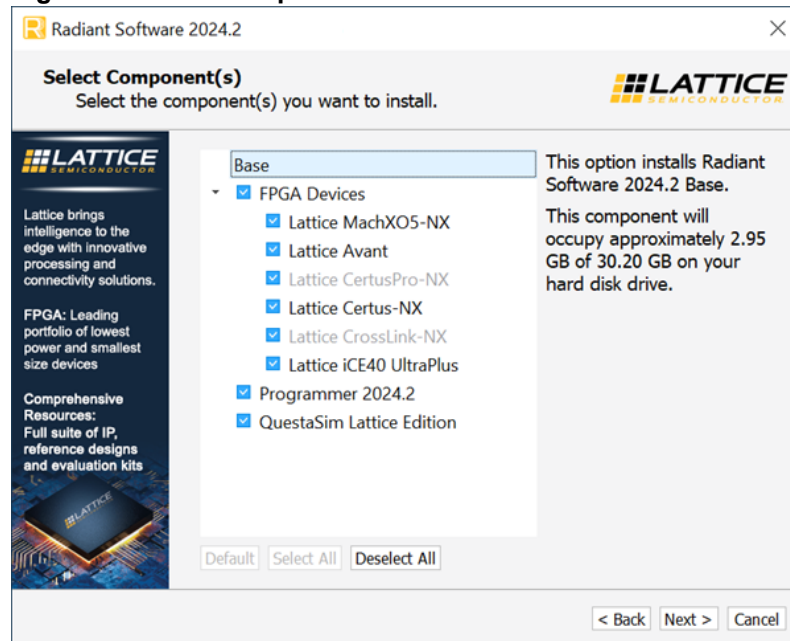 Radiant Software 2024.2
Select Component(s)
Select the component(s) you want to install.
LATTICE
SEMICONDUCTOR
LATTICE
SEMICONDUCTOR
Lattice brings
intelligence to the
edge with innovative
processing and
connectivity solutions.
FPGA: Leading
portfolio of lowest
power and smallest
size devices
Comprehensive
Resources:
Full suite of IP,
reference designs
and evaluation kits
LATTICE
Base
FPGA Devices
Lattice MachXO5-NX
Lattice Avant
Lattice CertusPro-NX
Lattice Certus-NX
Lattice CrossLink-NX
Lattice iCE40 UltraPlus
Programmer 2024.2
QuestaSim Lattice Edition
This option installs Radiant
Software 2024.2 Base.
This component will
occupy approximately 2.95
GB of 30.20 GB on your
hard disk drive.
Default Select All Deselect All
< Back Next > Cancel